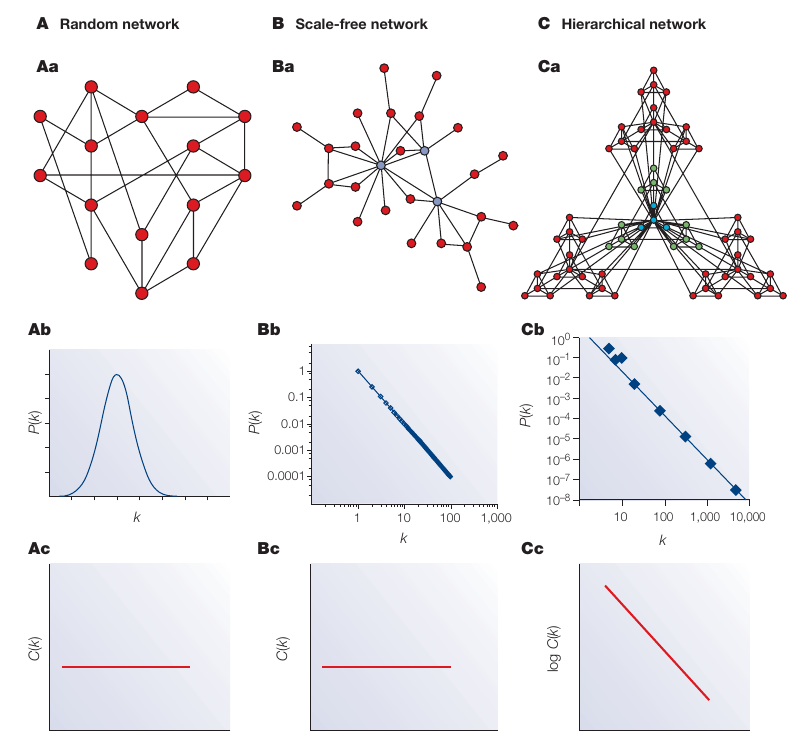 A Random network
B Scale-free network
C Hierarchical network
Aa
Ba
Ca
Ab
P(k)
k
Bb
1
0.1
0.01
0.001
0.0001
P(k)
1 10 100 1,000
k
Cb
10⁰
10⁻¹
10⁻²
10⁻³
10⁻⁴
10⁻⁵
10⁻⁶
10⁻⁷
10⁻⁸
P(k)
10 100 1,000 10,000
k
Ac
C(k)
Bc
C(k)
Cc
log C(k)